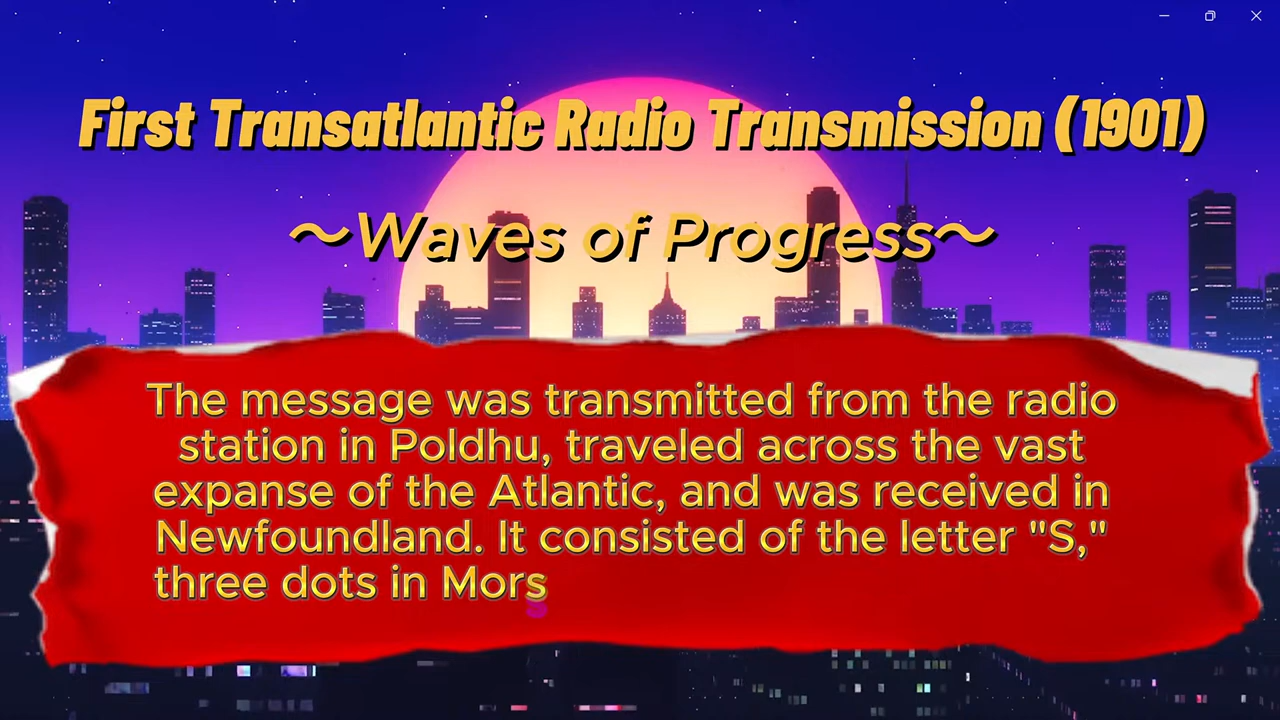 First Transatlantic Radio Transmission (1901)
～Waves of Progress～
The message was transmitted from the radio
station in Poldhu, traveled across the vast
expanse of the Atlantic, and was received in
Newfoundland. It consisted of the letter "S,"
three dots in Mors